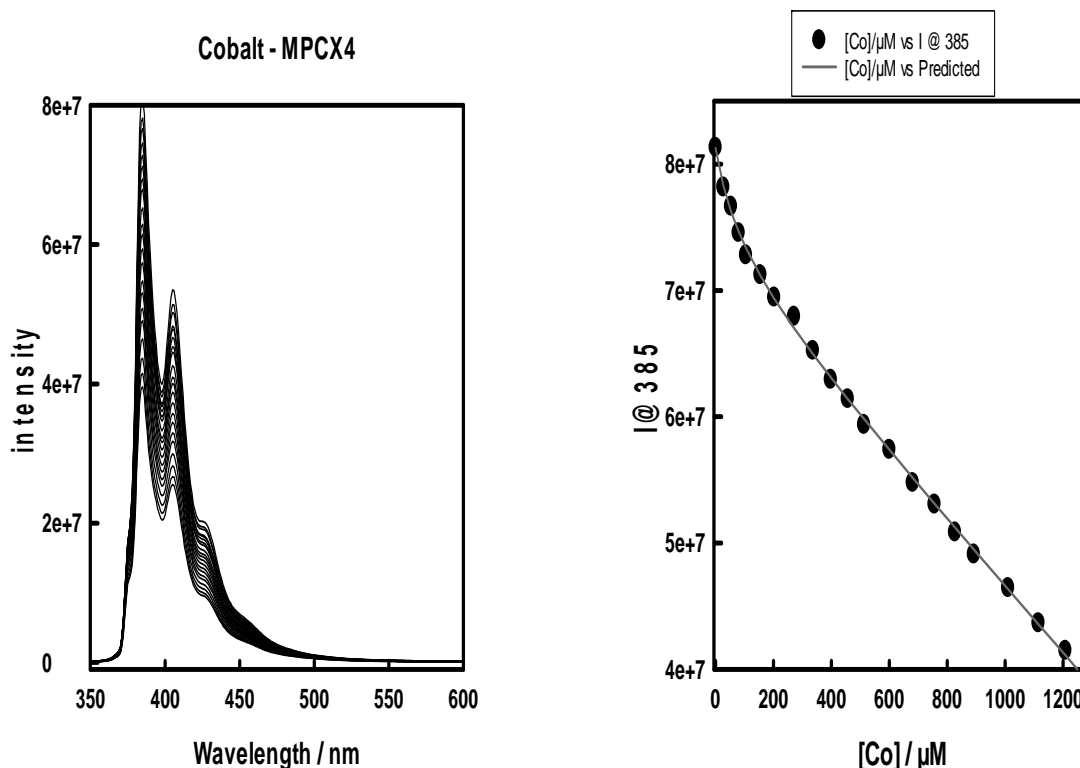 Cobalt - MPCX4
8e+7
6e+7
4e+7
2e+7
0
intensity
350 400 450 500 550 600
Wavelength / nm
[Co]/µM vs I @ 385
[Co]/µM vs Predicted
8e+7
7e+7
6e+7
5e+7
4e+7
I@ 385
0 200 400 600 800 1000 1200
[Co] / µM